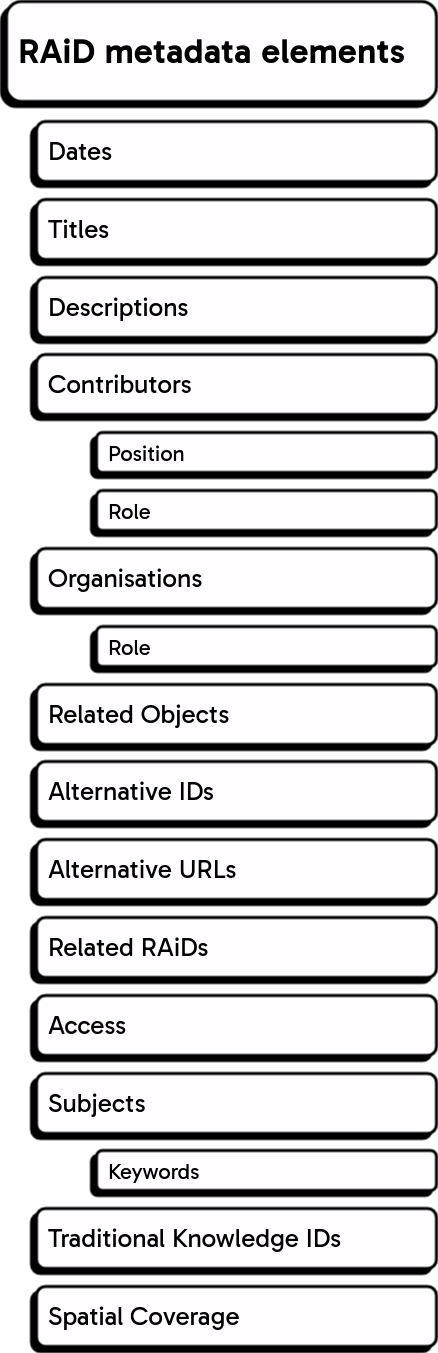 RAiD metadata elements
Dates
Titles
Descriptions
Contributors
Position
Role
Organisations
Role
Related Objects
Alternative IDs
Alternative URLs
Related RAiDs
Access
Subjects
Keywords
Traditional Knowledge IDs
Spatial Coverage